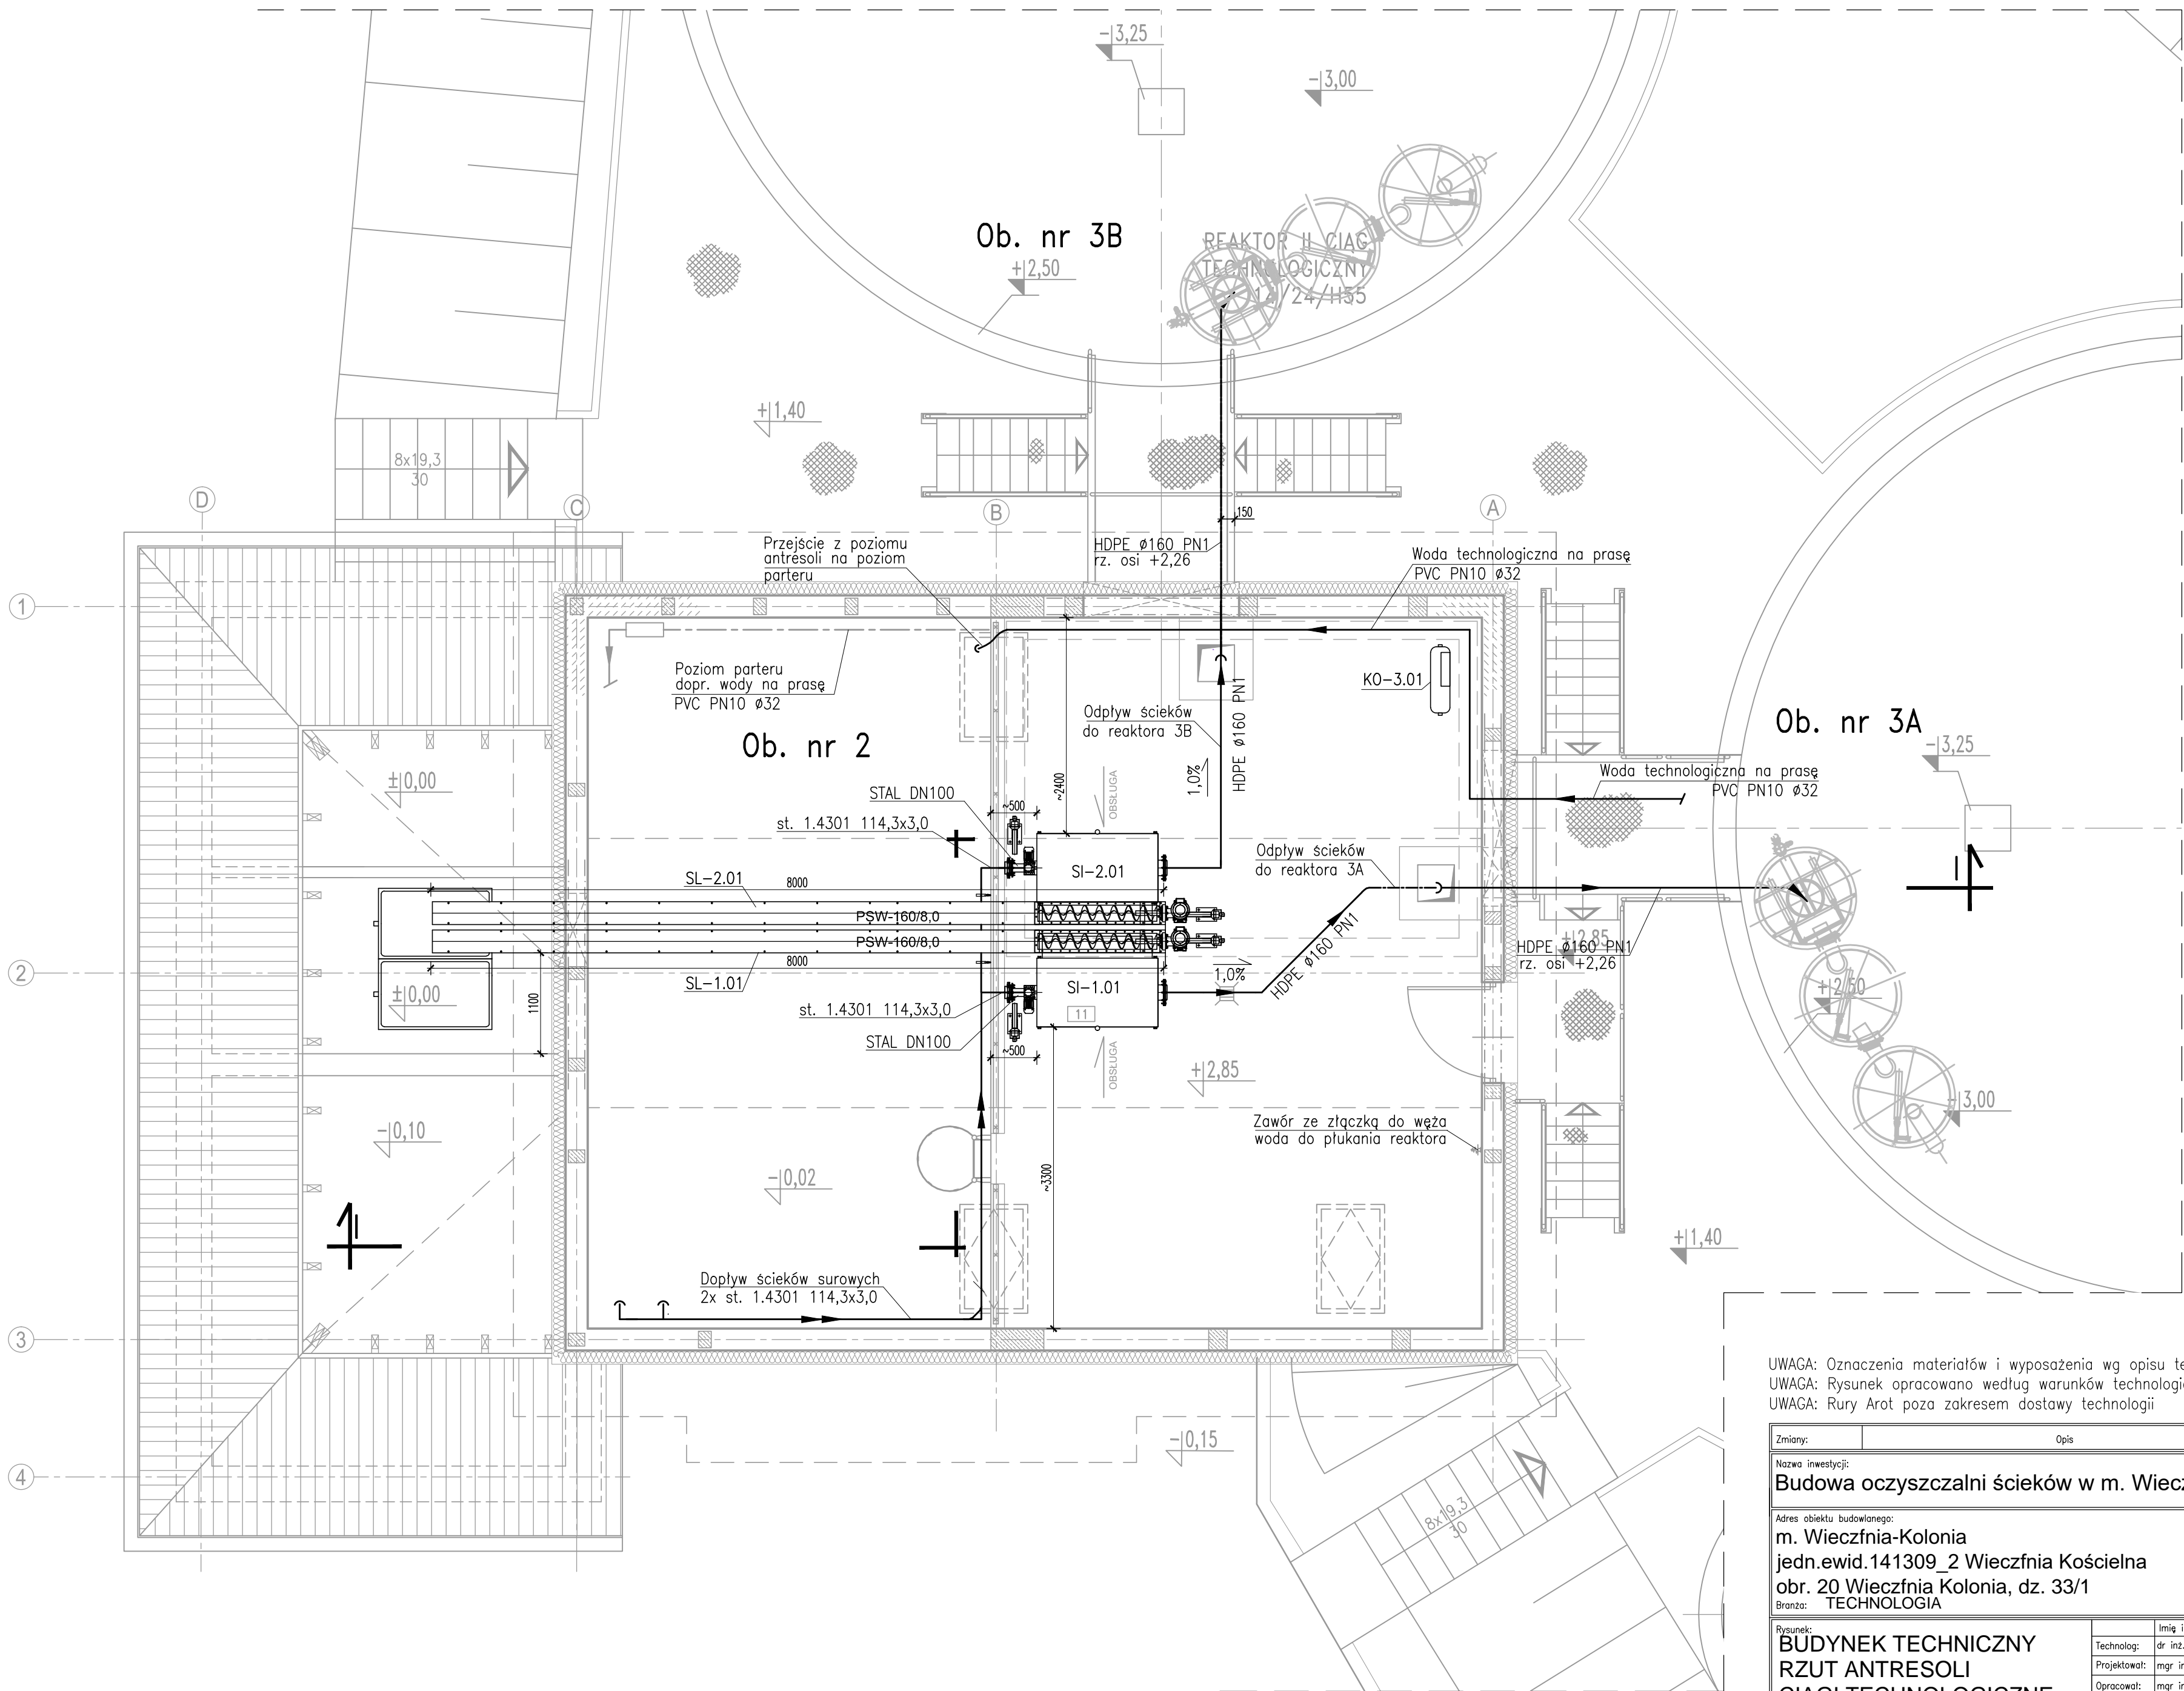 -3,25
-3,00
Ob. nr 3B
REAKTOR II CIĄG
TECHNOLOGICZNY
14/24/H55
+2,50
+1,40
8x19,3
30
D
C
B
A
150
Przejście z poziomu
antresoli na poziom
parteru
HDPE ø160 PN1
rz. osi +2,26
Woda technologiczna na prasę
PVC PN10 ø32
1
Poziom parteru
dopr. wody na prasę
PVC PN10 ø32
KO-3.01
Odpływ ścieków
do reaktora 3B
HDPE ø160 PN1
1,0%
Ob. nr 2
Ob. nr 3A
-3,25
±0,00
~2400
OBSŁUGA
Woda technologiczna na prasę
PVC PN10 ø32
STAL DN100
~500
st. 1.4301 114,3x3,0
SI-2.01
Odpływ ścieków
do reaktora 3A
SL-2.01
8000
PSW-160/8,0
PSW-160/8,0
8000
SL-1.01
2
1
+2,85
HDPE ø160 PN1
rz. osi +2,26
1,0%
HDPE ø160 PN1
±0,00
1100
SI-1.01
11
st. 1.4301 114,3x3,0
STAL DN100
~500
OBSŁUGA
+2,50
+2,85
-3,00
-0,10
Zawór ze złączką do węża
woda do płukania reaktora
-0,02
~3300
1
+1,40
Dopływ ścieków surowych
2x st. 1.4301 114,3x3,0
3
-0,15
4
8x19,3
30
UWAGA: Oznaczenia materiałów i wyposażenia wg opisu
UWAGA: Rysunek opracowano według warunków
UWAGA: Rury Arot poza zakresem dostawy technologii
Zmiany:
Opis
Nazwa inwestycji:
Budowa oczyszczalni ścieków w m.
Adres obiektu budowlanego:
m. Wieczfnia-Kolonia
jedn.ewid.141309_2 Wieczfnia Kościelna
obr. 20 Wieczfnia Kolonia, dz. 33/1
Branża: TECHNOLOGIA
Rysunek:
BUDYNEK TECHNICZNY
RZUT ANTRESOLI
CIĄGI TECHNOLOGICZNE
Imię i
Technolog: dr inż.
Projektował: mgr
Opracował: mgr